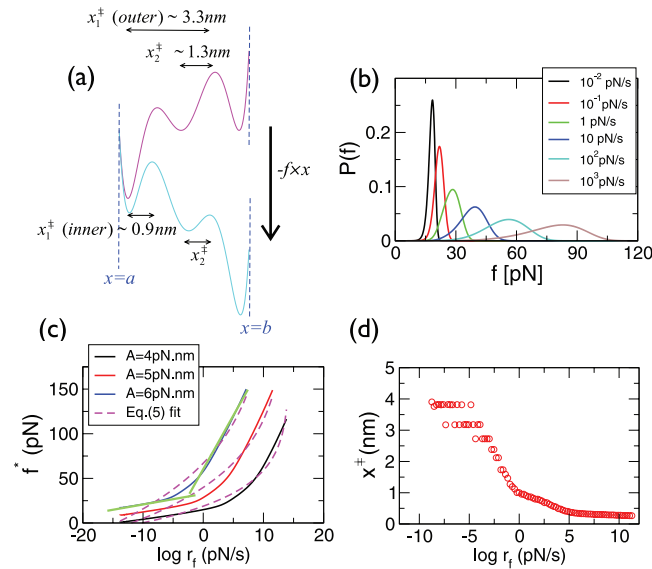 x₁‡ (outer) ~ 3.3nm
x₂‡ ~ 1.3nm
(a)
-f×x
x₁‡ (inner) ~ 0.9nm
x₂‡
x=a
x=b
(b)
P(f)
0.2
0.1
0
0 30 60 90 120
f [pN]
10⁻² pN/s
10⁻¹ pN/s
1 pN/s
10 pN/s
10² pN/s
10³pN/s
(c)
A=4pN.nm
A=5pN.nm
A=6pN.nm
Eq.(5) fit
f* (pN)
150
100
50
0
-20 -10 0 10 20
log r_f (pN/s)
(d)
x‡ (nm)
5
4
3
2
1
0
-10 -5 0 5 10
log r_f (pN/s)